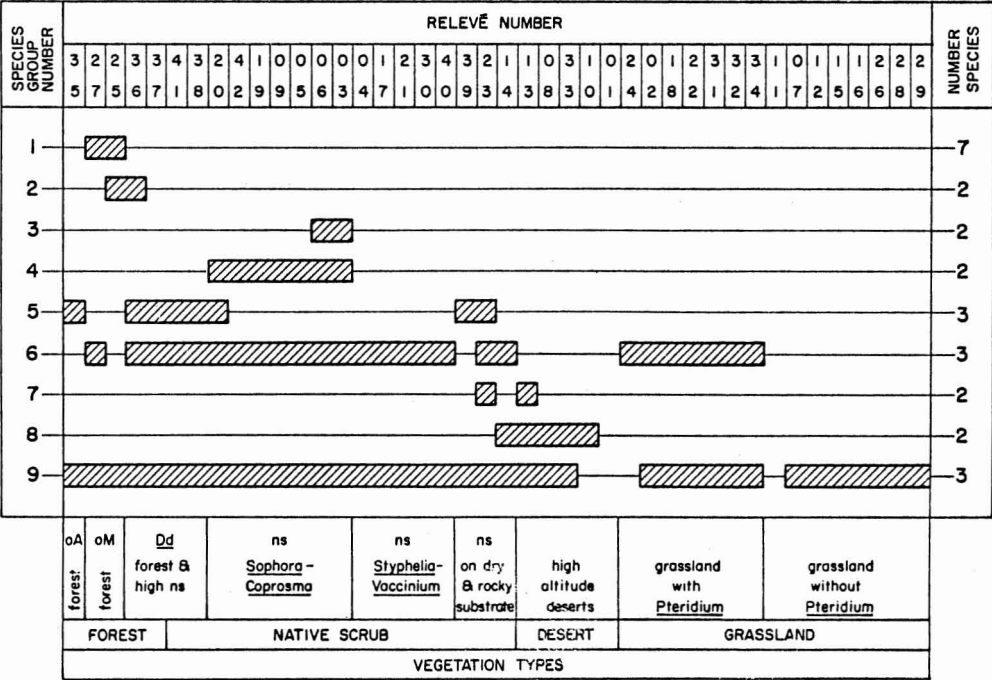 RELEVÉ NUMBER
SPECIES GROUP NUMBER
NUMBER SPECIES
3 2 2 3 3 4 3 2 4 1 0 0 0 0 0 1 2 3 4 3 2 1 1 0 3 1 0 2 0 1 2 3 3 3 1 0 1 1 1 2 2 2
5 7 5 6 7 1 8 0 2 9 9 5 6 3 4 7 1 0 0 9 3 4 3 8 3 0 1 4 2 8 2 1 2 4 1 7 2 5 6 6 8 9
1 7
2 2
3 2
4 2
5 3
6 3
7 2
8 2
9 3
oA forest
oM forest
Dd
forest &
high ns
ns
Sophora-
Coprosma
ns
Styphelia-
Vaccinium
ns
on dry
& rocky
substrate
high
altitude
deserts
grassland
with
Pteridium
grassland
without
Pteridium
FOREST NATIVE SCRUB DESERT GRASSLAND
VEGETATION TYPES